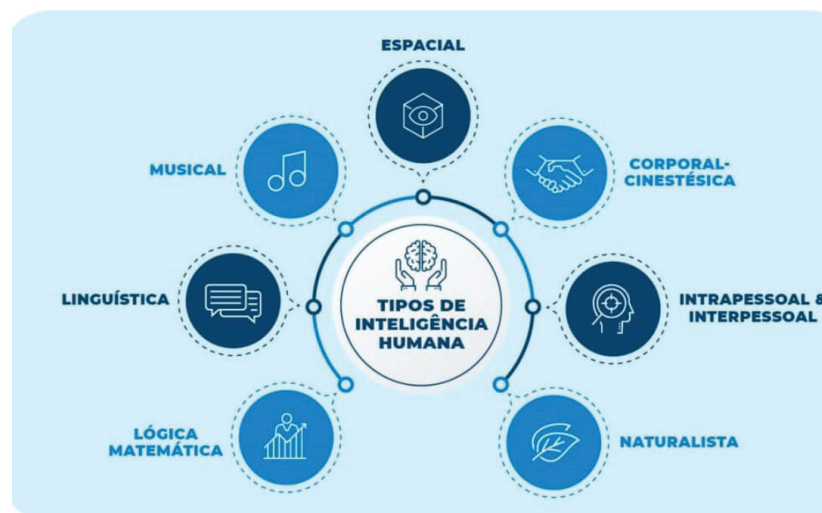 ESPACIAL
MUSICAL
CORPORAL-
CINESTÉSICA
LINGUÍSTICA
TIPOS DE
INTELIGÊNCIA
HUMANA
INTRAPESSOAL &
INTERPESSOAL
LÓGICA
MATEMÁTICA
NATURALISTA